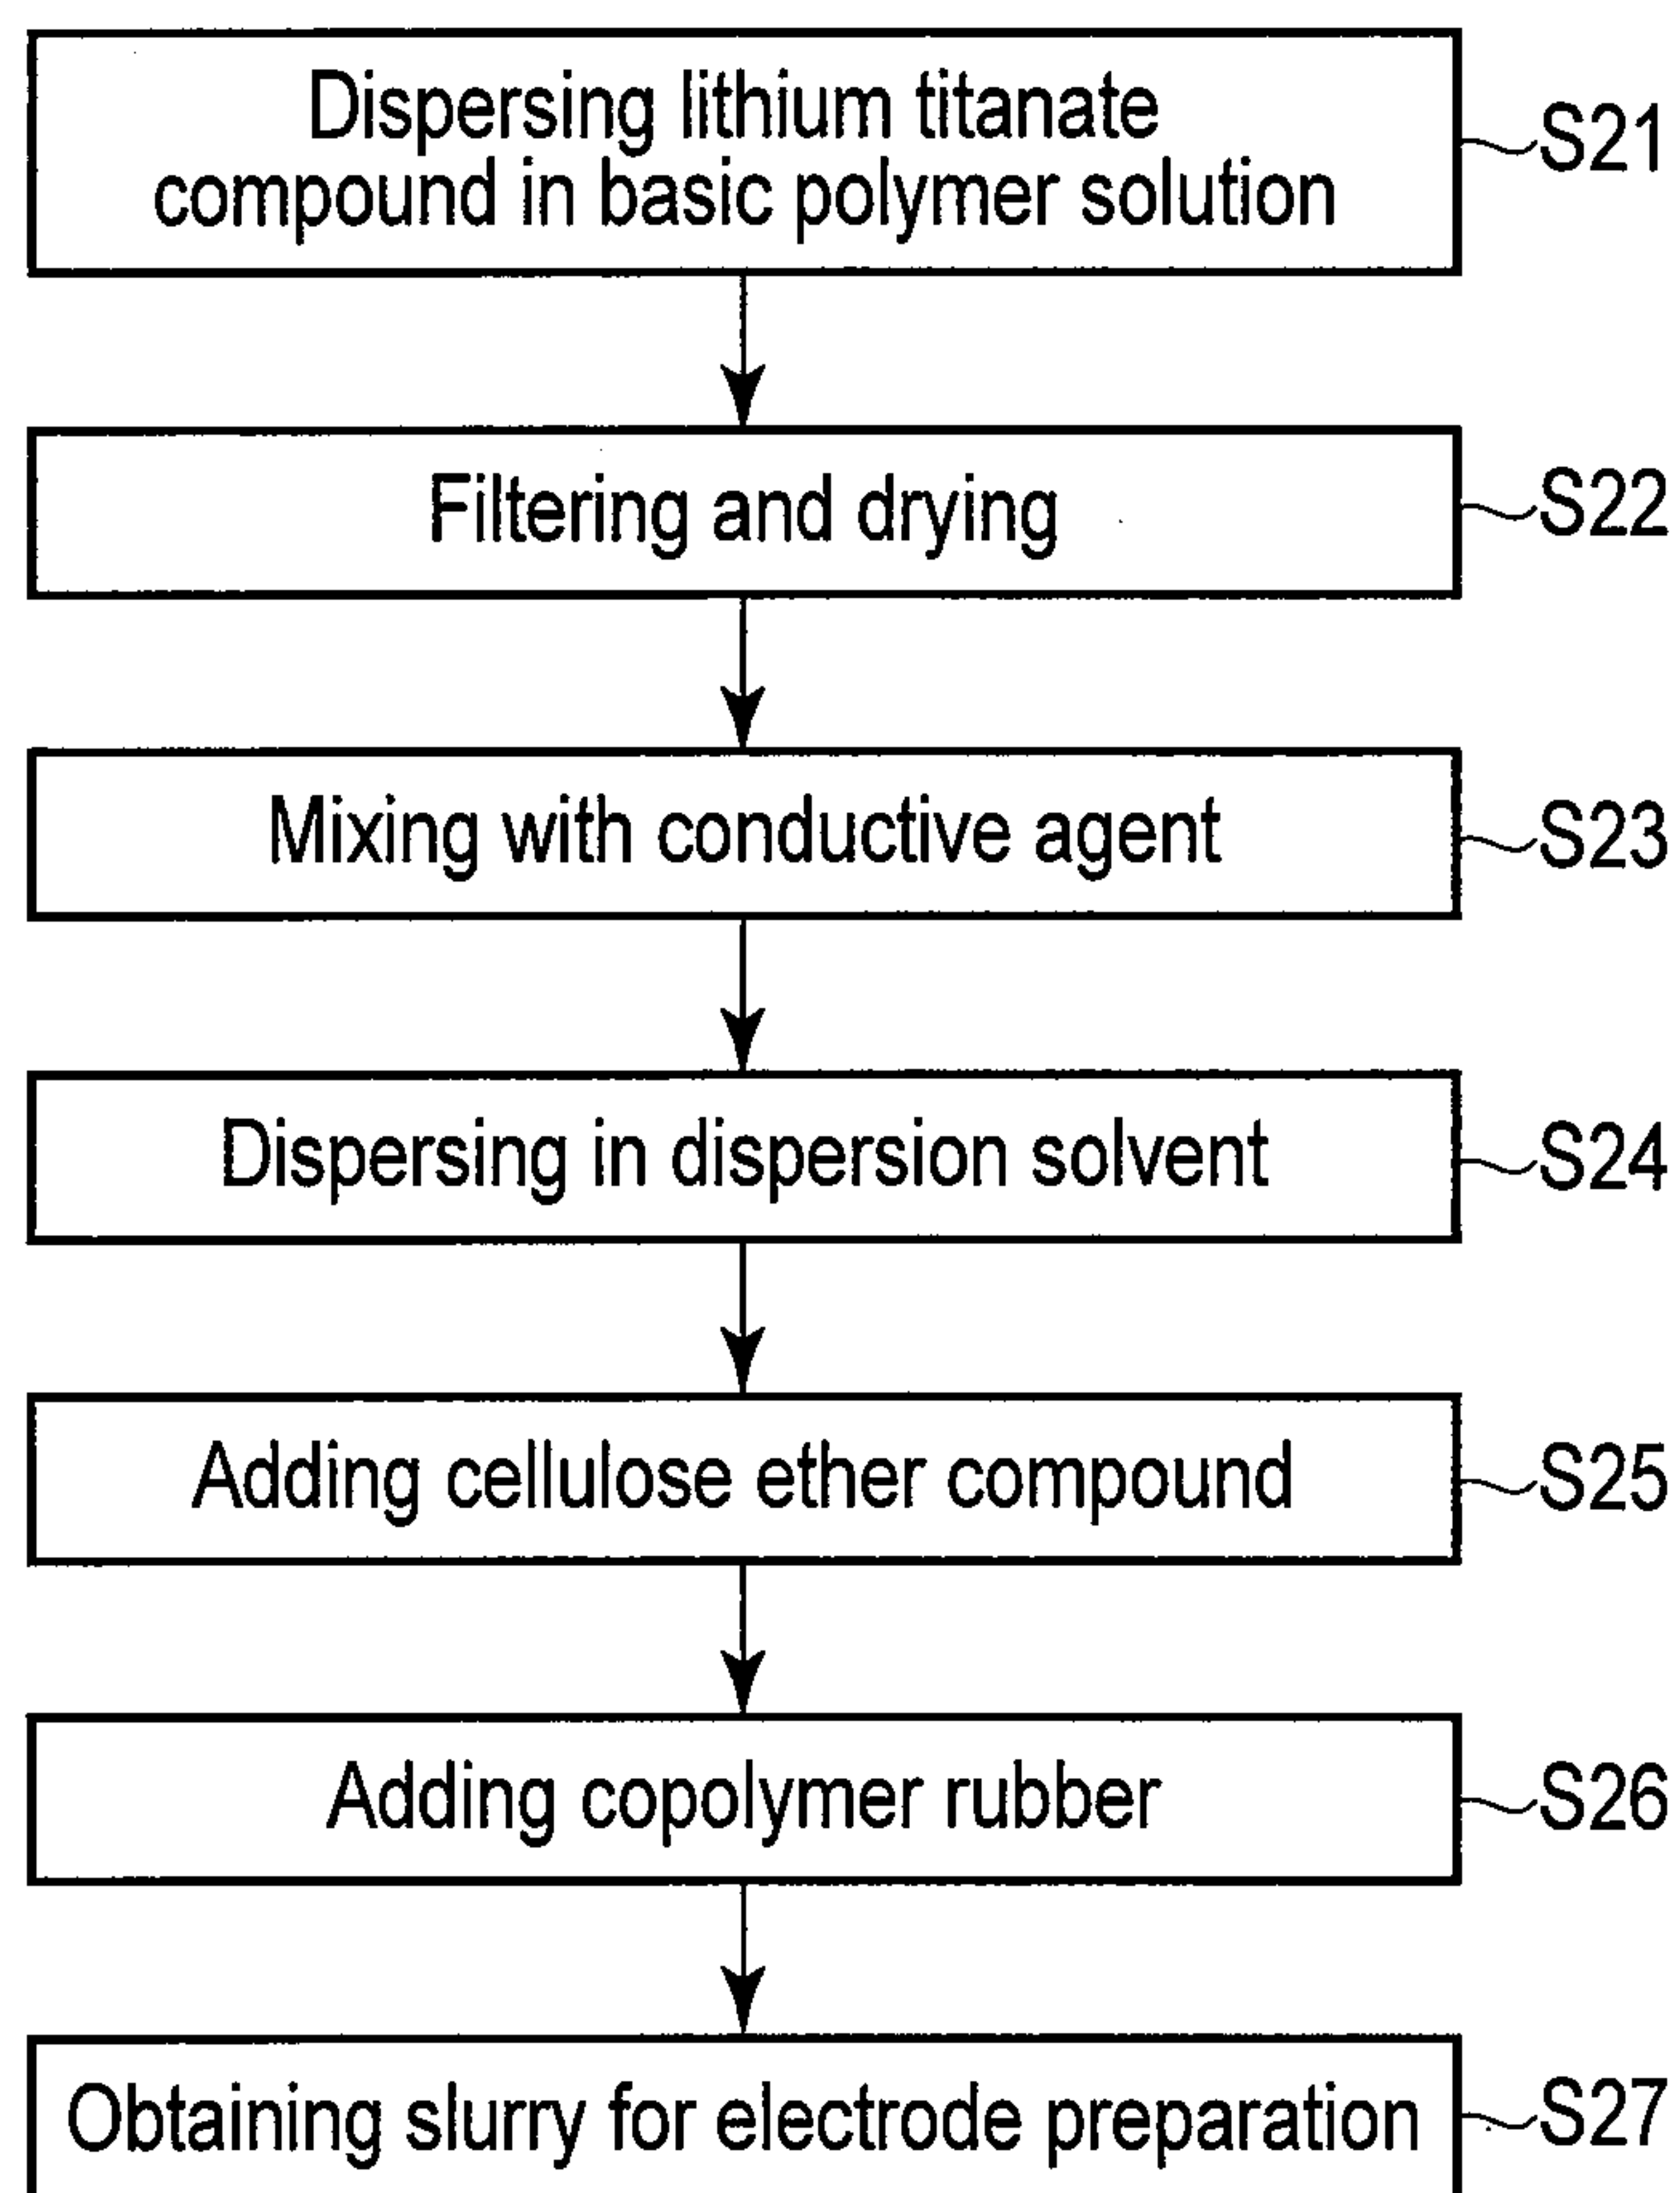 Dispersing lithium titanate
compound in basic polymer solution
S21
Filtering and drying
S22
Mixing with conductive agent
S23
Dispersing in dispersion solvent
S24
Adding cellulose ether compound
S25
Adding copolymer rubber
S26
Obtaining slurry for electrode preparation
S27